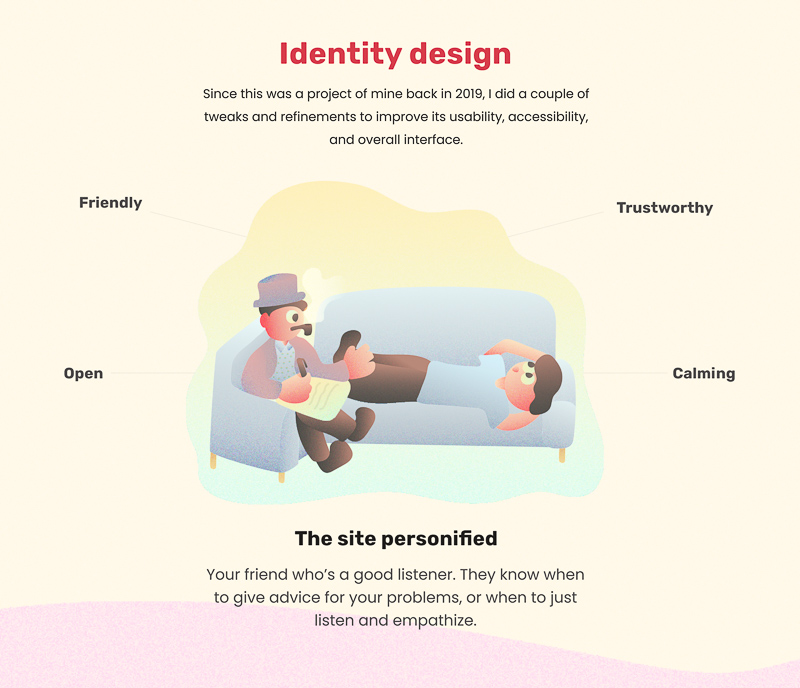 Identity design
Since this was a project of mine back in 2019, I did a couple of
tweaks and refinements to improve its usability, accessibility,
and overall interface.
Friendly
Trustworthy
Open
Calming
The site personified
Your friend who’s a good listener. They know when
to give advice for your problems, or when to just
listen and empathize.